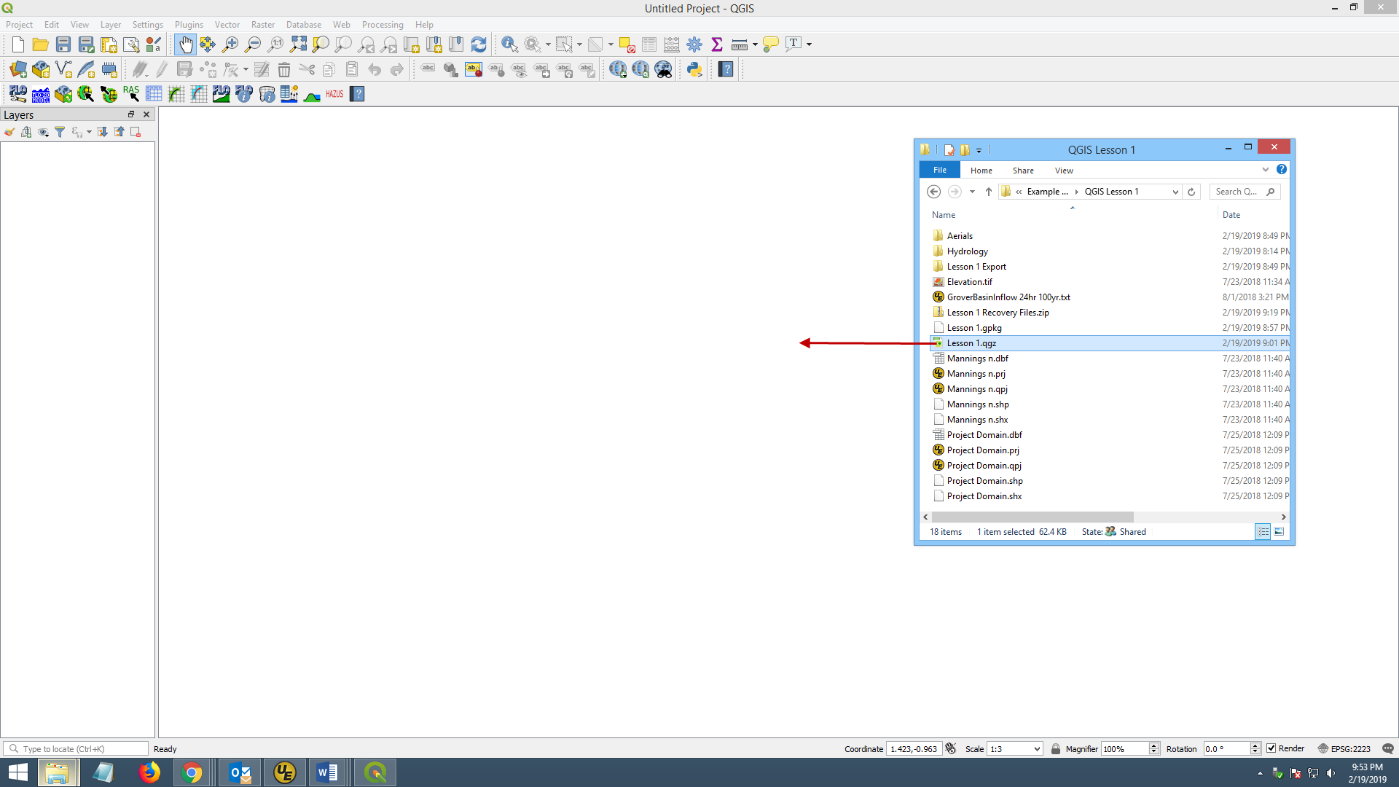 Untitled Project - QGIS
Project Edit View Layer Settings Plugins Vector Raster Database Web Processing Help
RAS
HAZUS
Layers
QGIS Lesson 1
File Home Share View
« Example ... QGIS Lesson 1 Search Q...
Name Date
Aerials 2/19/2019 8:49 PM
Hydrology 2/19/2019 8:14 PM
Lesson 1 Export 2/19/2019 8:49 PM
Elevation.tif 7/23/2018 11:34 A
GroverBasinInflow 24hr 100yr.txt 8/1/2018 3:21 PM
Lesson 1 Recovery Files.zip 2/19/2019 9:19 PM
Lesson 1.gpkg 2/19/2019 8:57 PM
Lesson 1.qgz 2/19/2019 9:01 PM
Mannings n.dbf 7/23/2018 11:40 A
Mannings n.prj 7/23/2018 11:40 A
Mannings n.qpj 7/23/2018 11:40 A
Mannings n.shp 7/23/2018 11:40 A
Mannings n.shx 7/23/2018 11:40 A
Project Domain.dbf 7/25/2018 12:09 P
Project Domain.prj 7/25/2018 12:09 P
Project Domain.qpj 7/25/2018 12:09 P
Project Domain.shp 7/25/2018 12:09 P
Project Domain.shx 7/25/2018 12:09 P
18 items 1 item selected 62.4 KB State: Shared
Type to locate (Ctrl+K) Ready Coordinate 1.423,-0.963 Scale 1:3 Magnifier 100% Rotation 0.0 ° Render EPSG:2223
9:53 PM
2/19/2019